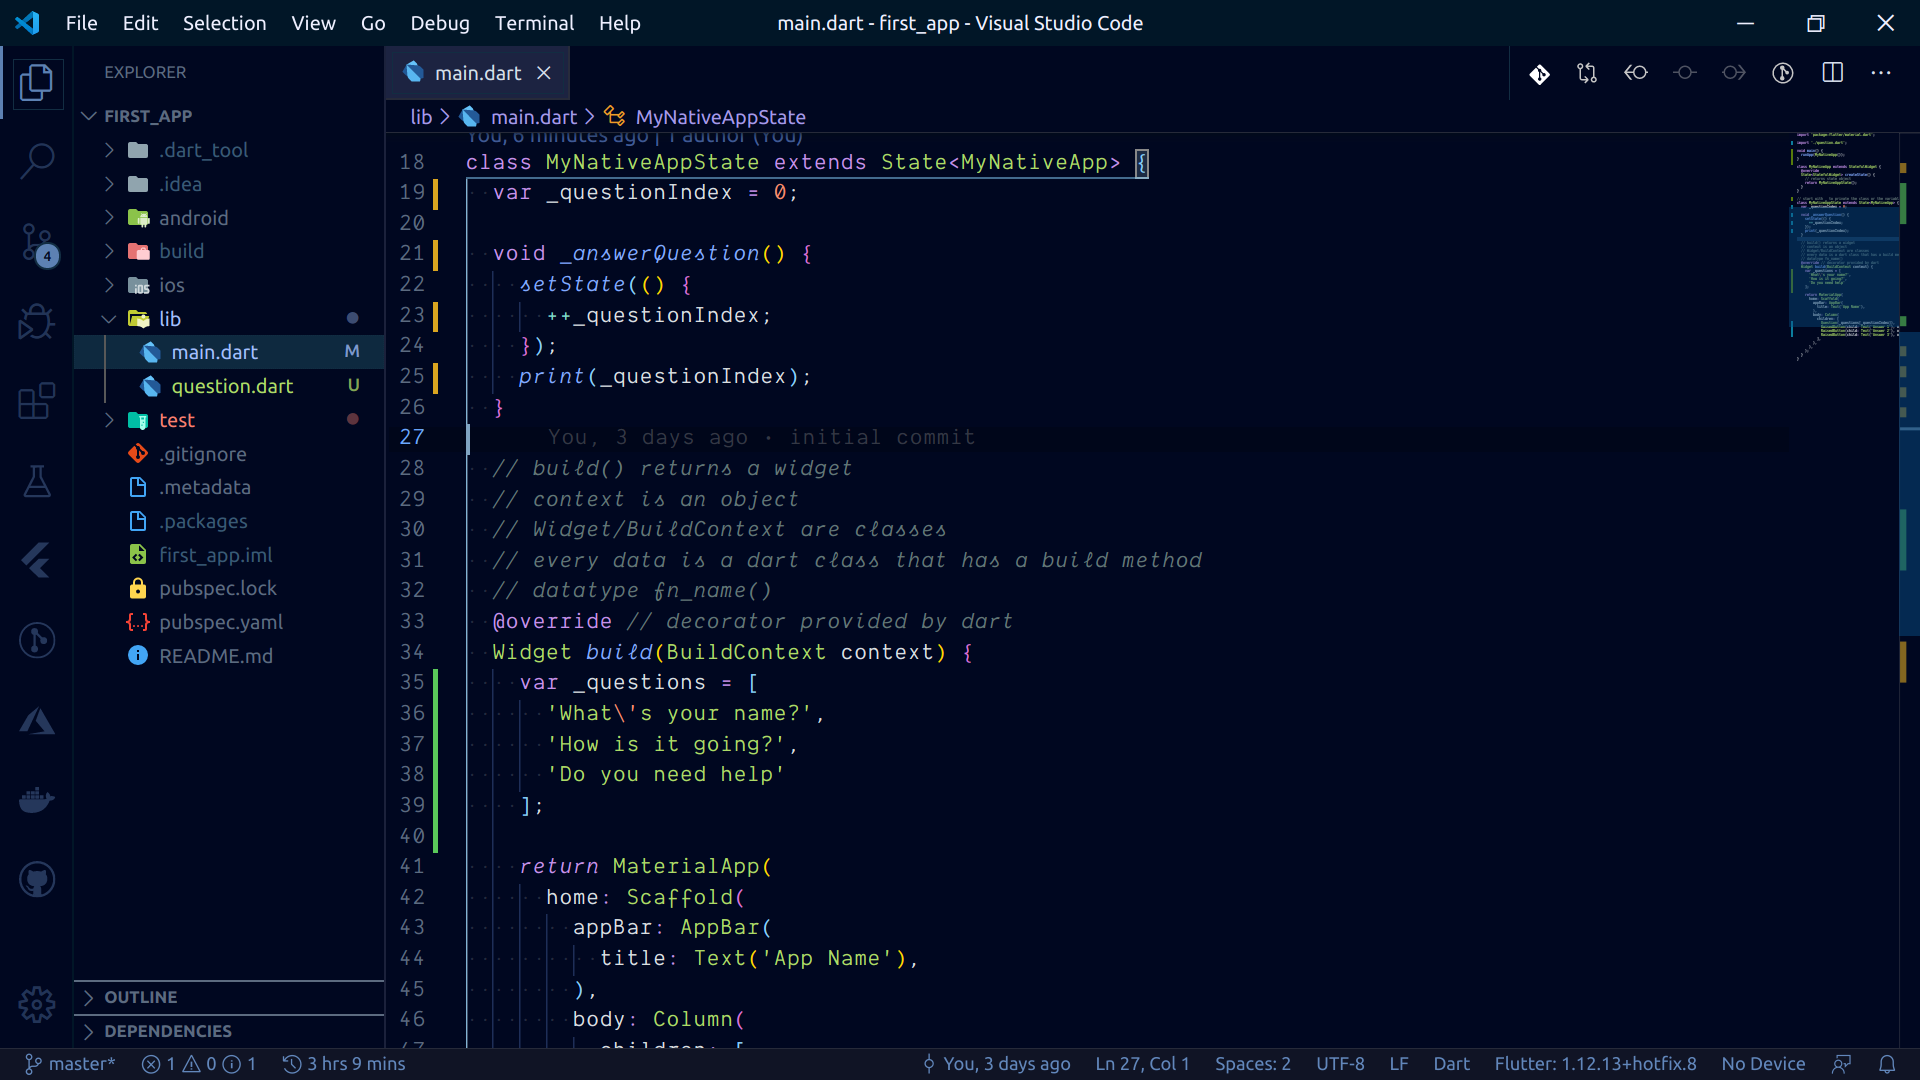 File Edit Selection View Go Debug Terminal Help
main.dart - first_app - Visual Studio Code
EXPLORER
FIRST_APP
.dart_tool
.idea
android
build
ios
lib
main.dart M
question.dart U
test
.gitignore
.metadata
.packages
first_app.iml
pubspec.lock
pubspec.yaml
README.md
OUTLINE
DEPENDENCIES
4
main.dart
lib > main.dart > MyNativeAppState
You, 6 minutes ago | 1 author (You)
18 class MyNativeAppState extends State<MyNativeApp> {
19 var _questionIndex = 0;
20
21 void _answerQuestion() {
22 setState(() {
23 ++_questionIndex;
24 });
25 print(_questionIndex);
26 }
27 You, 3 days ago • initial commit
28 // build() returns a widget
29 // context is an object
30 // Widget/BuildContext are classes
31 // every data is a dart class that has a build method
32 // datatype fn_name()
33 @override // decorator provided by dart
34 Widget build(BuildContext context) {
35 var _questions = [
36 'What\'s your name?',
37 'How is it going?',
38 'Do you need help'
39 ];
40
41 return MaterialApp(
42 home: Scaffold(
43 appBar: AppBar(
44 title: Text('App Name'),
45 ),
46 body: Column(
47 children: [
master* 1 0 1 3 hrs 9 mins
You, 3 days ago Ln 27, Col 1 Spaces: 2 UTF-8 LF Dart Flutter: 1.12.13+hotfix.8 No Device